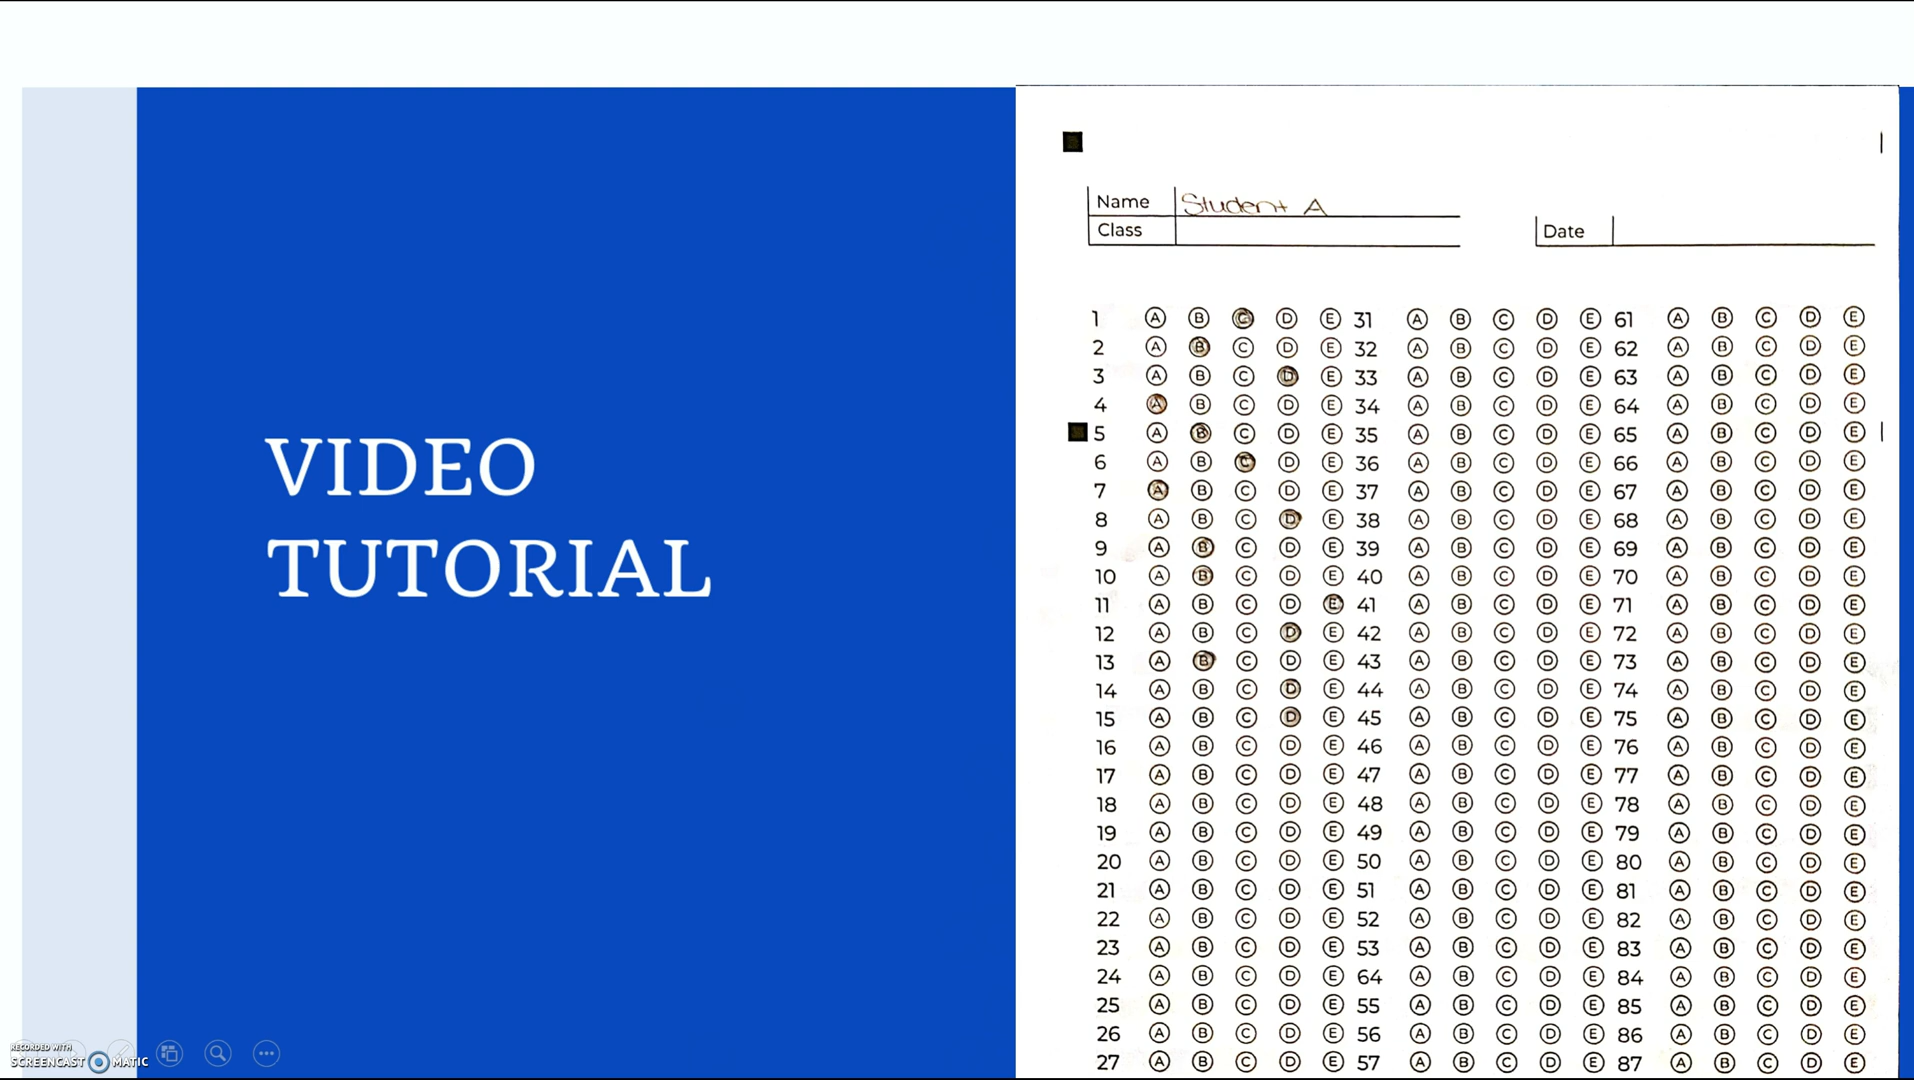 VIDEO
TUTORIAL
Name Student A
Class
Date
1 A B C D E 31 A B C D E 61 A B C D E
2 A B C D E 32 A B C D E 62 A B C D E
3 A B C D E 33 A B C D E 63 A B C D E
4 A B C D E 34 A B C D E 64 A B C D E
5 A B C D E 35 A B C D E 65 A B C D E
6 A B C D E 36 A B C D E 66 A B C D E
7 A B C D E 37 A B C D E 67 A B C D E
8 A B C D E 38 A B C D E 68 A B C D E
9 A B C D E 39 A B C D E 69 A B C D E
10 A B C D E 40 A B C D E 70 A B C D E
11 A B C D E 41 A B C D E 71 A B C D E
12 A B C D E 42 A B C D E 72 A B C D E
13 A B C D E 43 A B C D E 73 A B C D E
14 A B C D E 44 A B C D E 74 A B C D E
15 A B C D E 45 A B C D E 75 A B C D E
16 A B C D E 46 A B C D E 76 A B C D E
17 A B C D E 47 A B C D E 77 A B C D E
18 A B C D E 48 A B C D E 78 A B C D E
19 A B C D E 49 A B C D E 79 A B C D E
20 A B C D E 50 A B C D E 80 A B C D E
21 A B C D E 51 A B C D E 81 A B C D E
22 A B C D E 52 A B C D E 82 A B C D E
23 A B C D E 53 A B C D E 83 A B C D E
24 A B C D E 64 A B C D E 84 A B C D E
25 A B C D E 55 A B C D E 85 A B C D E
26 A B C D E 56 A B C D E 86 A B C D E
27 A B C D E 57 A B C D E 87 A B C D E
RECORDED WITH
SCREENCAST MATIC